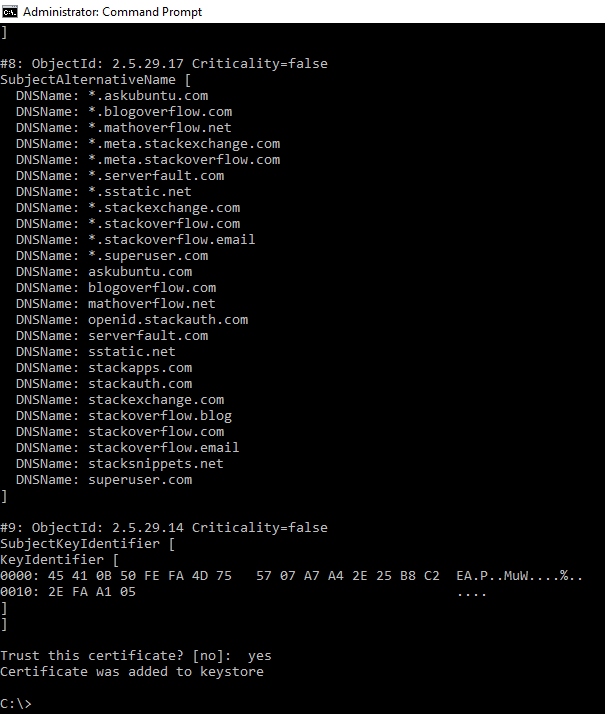 Administrator: Command Prompt
]
#8: ObjectId: 2.5.29.17 Criticality=false
SubjectAlternativeName [
  DNSName: *.askubuntu.com
  DNSName: *.blogoverflow.com
  DNSName: *.mathoverflow.net
  DNSName: *.meta.stackexchange.com
  DNSName: *.meta.stackoverflow.com
  DNSName: *.serverfault.com
  DNSName: *.sstatic.net
  DNSName: *.stackexchange.com
  DNSName: *.stackoverflow.com
  DNSName: *.stackoverflow.email
  DNSName: *.superuser.com
  DNSName: askubuntu.com
  DNSName: blogoverflow.com
  DNSName: mathoverflow.net
  DNSName: openid.stackauth.com
  DNSName: serverfault.com
  DNSName: sstatic.net
  DNSName: stackapps.com
  DNSName: stackauth.com
  DNSName: stackexchange.com
  DNSName: stackoverflow.blog
  DNSName: stackoverflow.com
  DNSName: stackoverflow.email
  DNSName: stacksnippets.net
  DNSName: superuser.com
]
#9: ObjectId: 2.5.29.14 Criticality=false
SubjectKeyIdentifier [
KeyIdentifier [
0000: 45 41 0B 50 FE FA 4D 75   57 07 A7 A4 2E 25 B8 C2  EA.P..MuW....%..
0010: 2E FA A1 05                                        ....
]
]
Trust this certificate? [no]:  yes
Certificate was added to keystore
C:\>